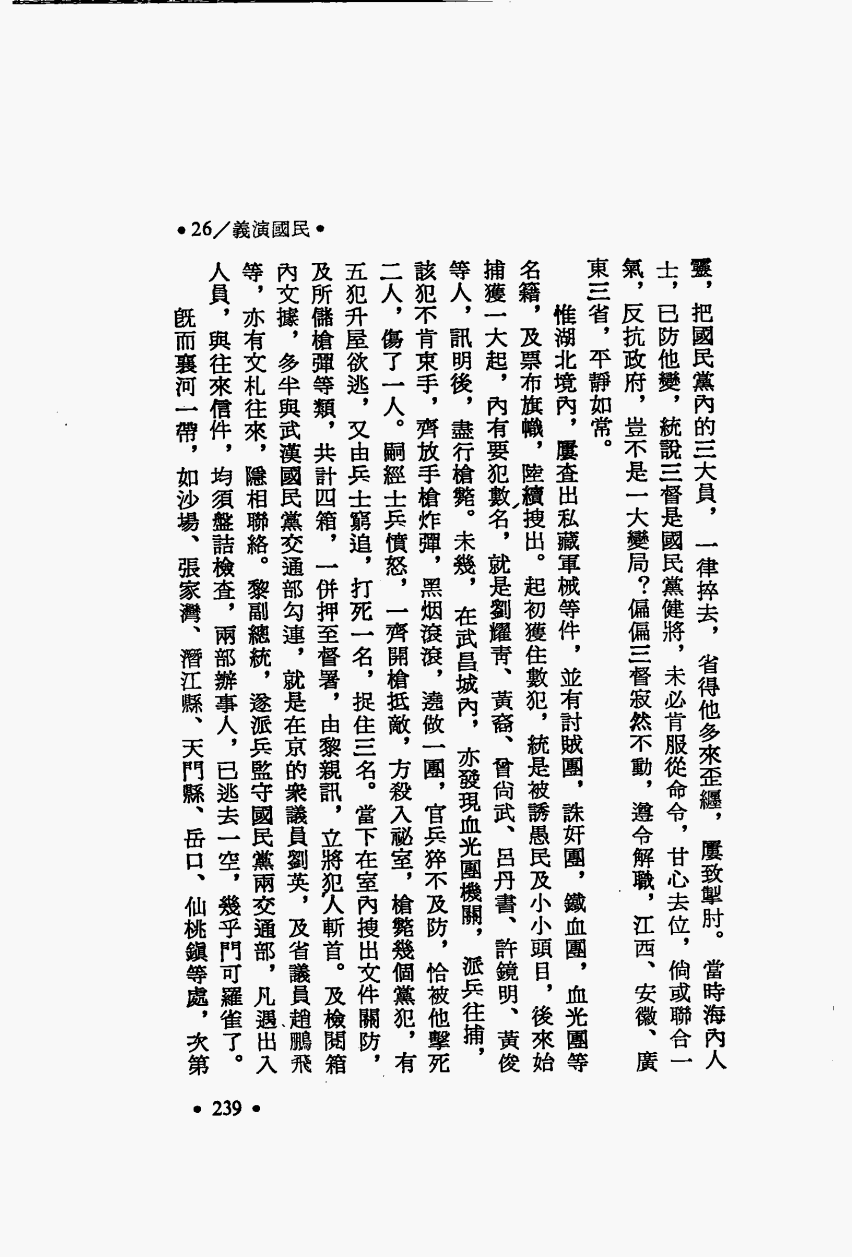 •26／義演國民•
靈，把國民黨內的三大員，一律捽去，省得他多來歪纏，屢致掣肘。當時海內人
士，已防他變，統說三督是國民黨健將，未必肯服從命令，甘心去位，倘或聯合一
氣，反抗政府，豈不是一大變局？偏偏三督寂然不動，遵令解職，江西、安徽、廣
東三省，平靜如常。
惟湖北境內，屢査出私藏軍械等件，並有討賊團，誅奸團，鐵血團，血光團等
名籍，及票布旗幟，陸續搜出。起初獲住數犯，統是被誘愚民及小小頭目，後來始
捕獲一大起，內有要犯數名，就是劉耀靑、黃裔、曾尙武、呂丹書、許鏡明、黃俊
等人，訊明後，盡行槍斃。未幾，在武昌城內，亦發現血光團機關，派兵往捕，
該犯不肯束手，齊放手槍炸彈，黑烟滾滾，遶做一團，官兵猝不及防，恰被他擊死
二人，傷了一人。嗣經士兵憤怒，一齊開槍抵敵，方殺入祕室，槍斃幾個黨犯，有
五犯升屋欲逃，又由兵士窮追，打死一名，捉住三名。當下在室內搜出文件關防，
及所儲槍彈等類，共計四箱，一併押至督署，由黎親訊，立將犯人斬首。及檢閱箱
內文據，多半與武漢國民黨交通部勾連，就是在京的衆議員劉英，及省議員趙鵬飛
等，亦有文札往來，隱相聯絡。黎副總統，遂派兵監守國民黨兩交通部，凡遇出入
人員，與往來信件，均須盤詰檢査，兩部辦事人，已逃去一空，幾乎門可羅雀了。
旣而襄河一帶，如沙場、張家灣、潛江縣、天門縣、岳口、仙桃鎭等處，次第
•239•